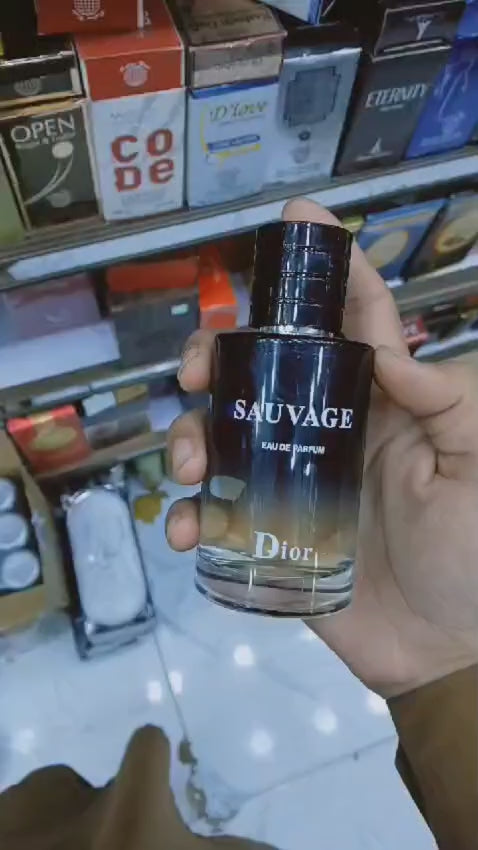 OPEN
CODE
D'love
ETERNITY
SAUVAGE
EAU DE PARFUM
Dior